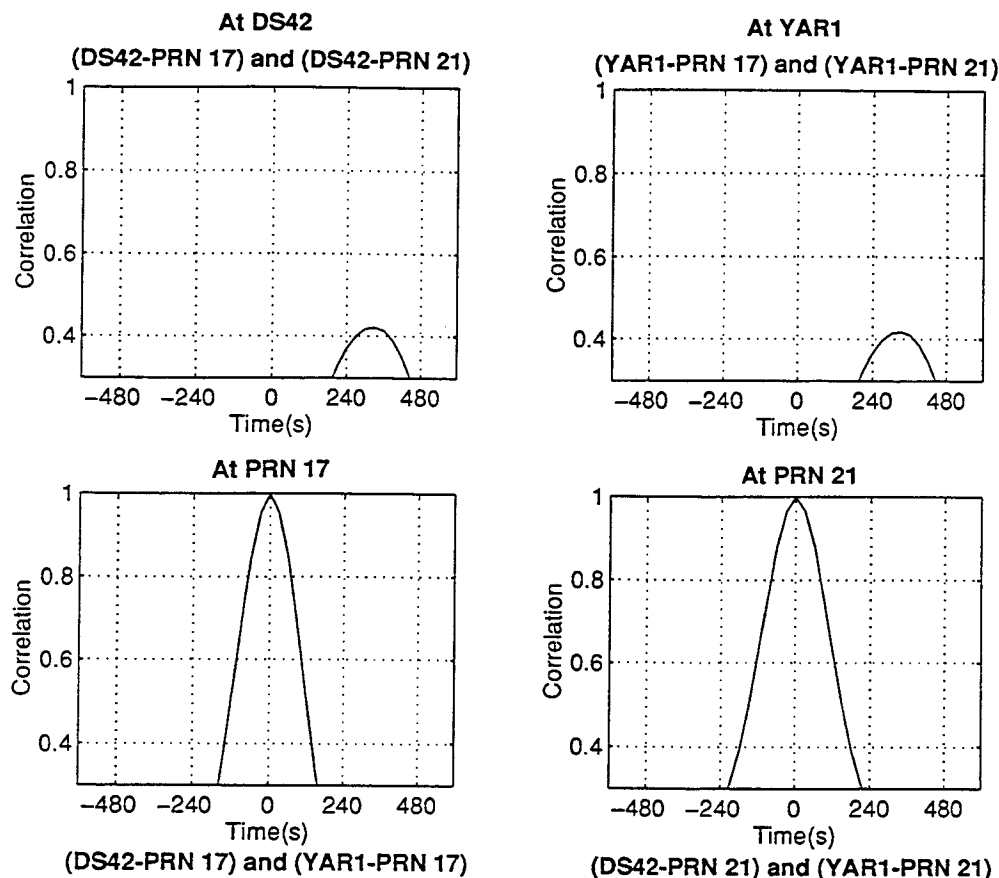 At DS42
(DS42-PRN 17) and (DS42-PRN 21)
1
0.8
0.6
0.4
Correlation
−480 −240 0 240 480
Time(s)
At YAR1
(YAR1-PRN 17) and (YAR1-PRN 21)
1
0.8
0.6
0.4
Correlation
−480 −240 0 240 480
Time(s)
At PRN 17
1
0.8
0.6
0.4
Correlation
−480 −240 0 240 480
Time(s)
(DS42-PRN 17) and (YAR1-PRN 17)
At PRN 21
1
0.8
0.6
0.4
Correlation
−480 −240 0 240 480
Time(s)
(DS42-PRN 21) and (YAR1-PRN 21)